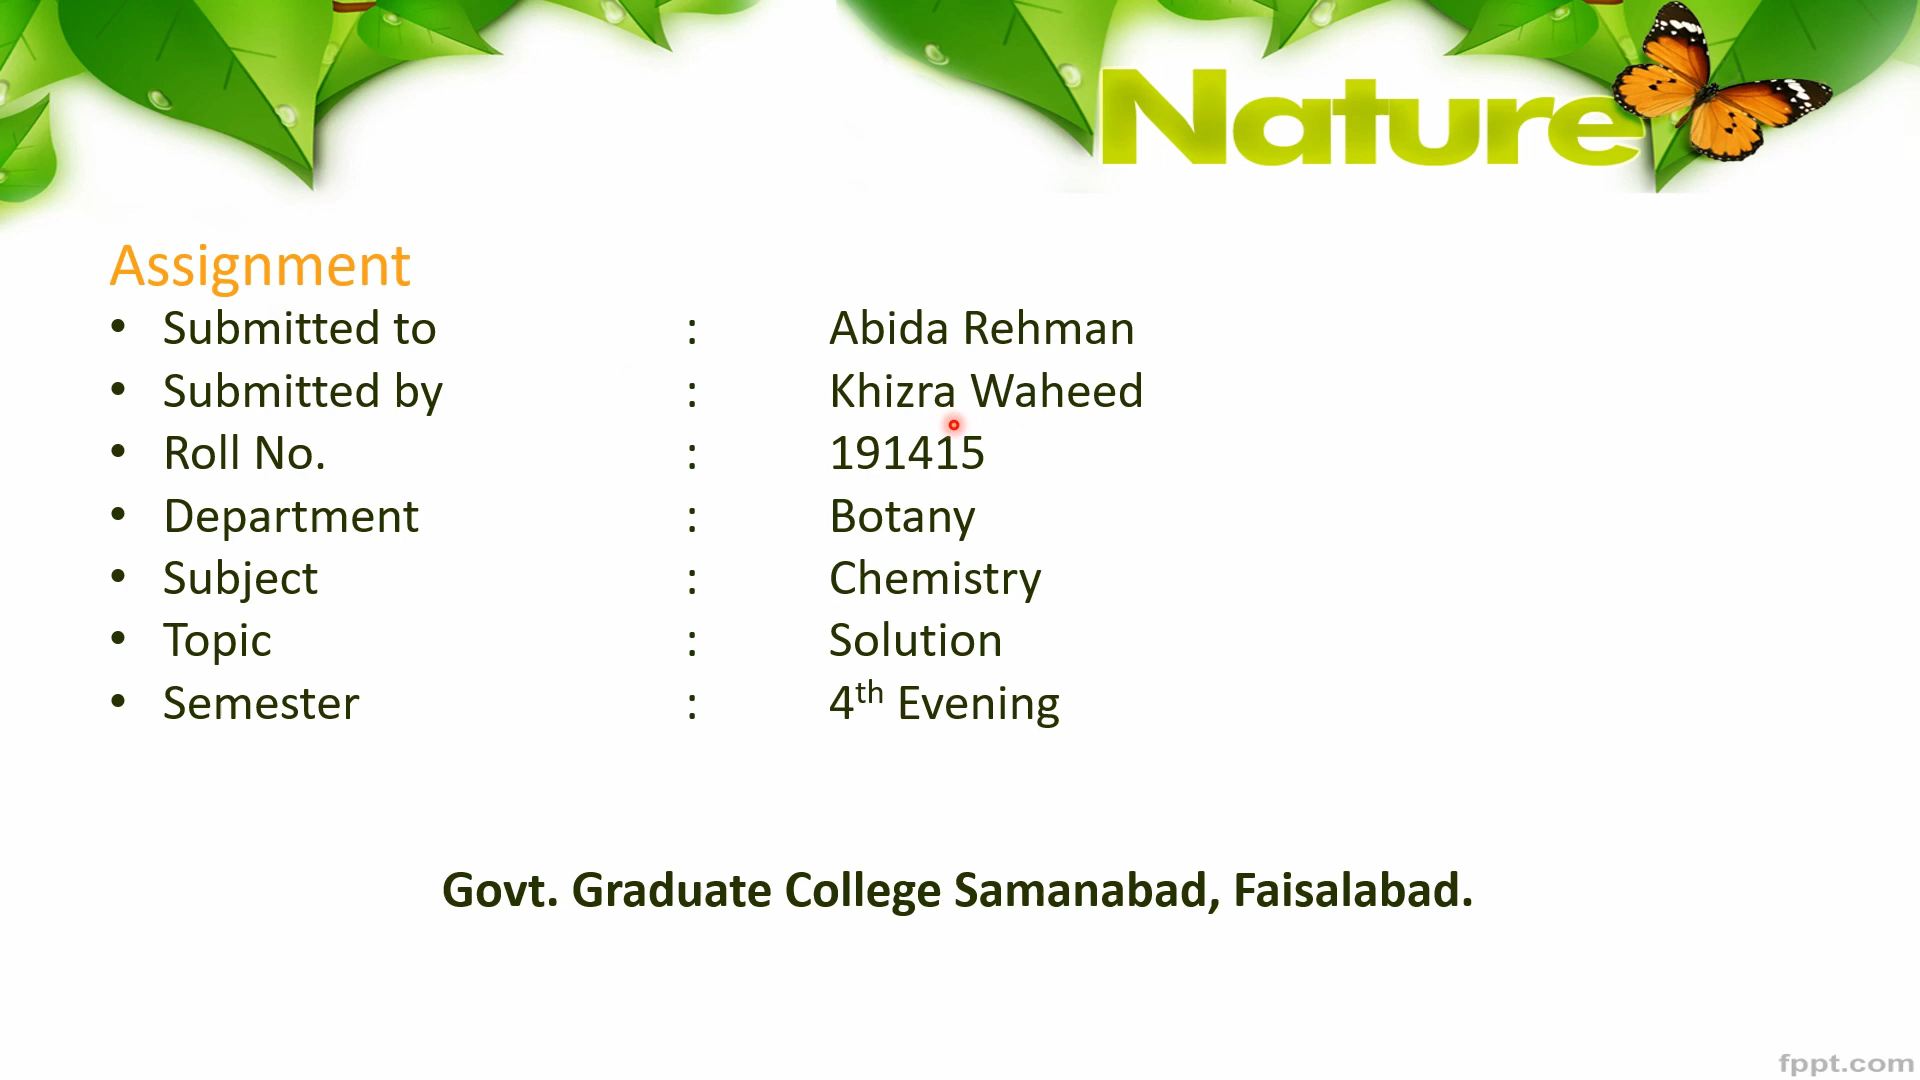 Nature
Assignment
• Submitted to : Abida Rehman
• Submitted by : Khizra Waheed
• Roll No. : 191415
• Department : Botany
• Subject : Chemistry
• Topic : Solution
• Semester : 4th Evening
Govt. Graduate College Samanabad, Faisalabad.
fppt.com